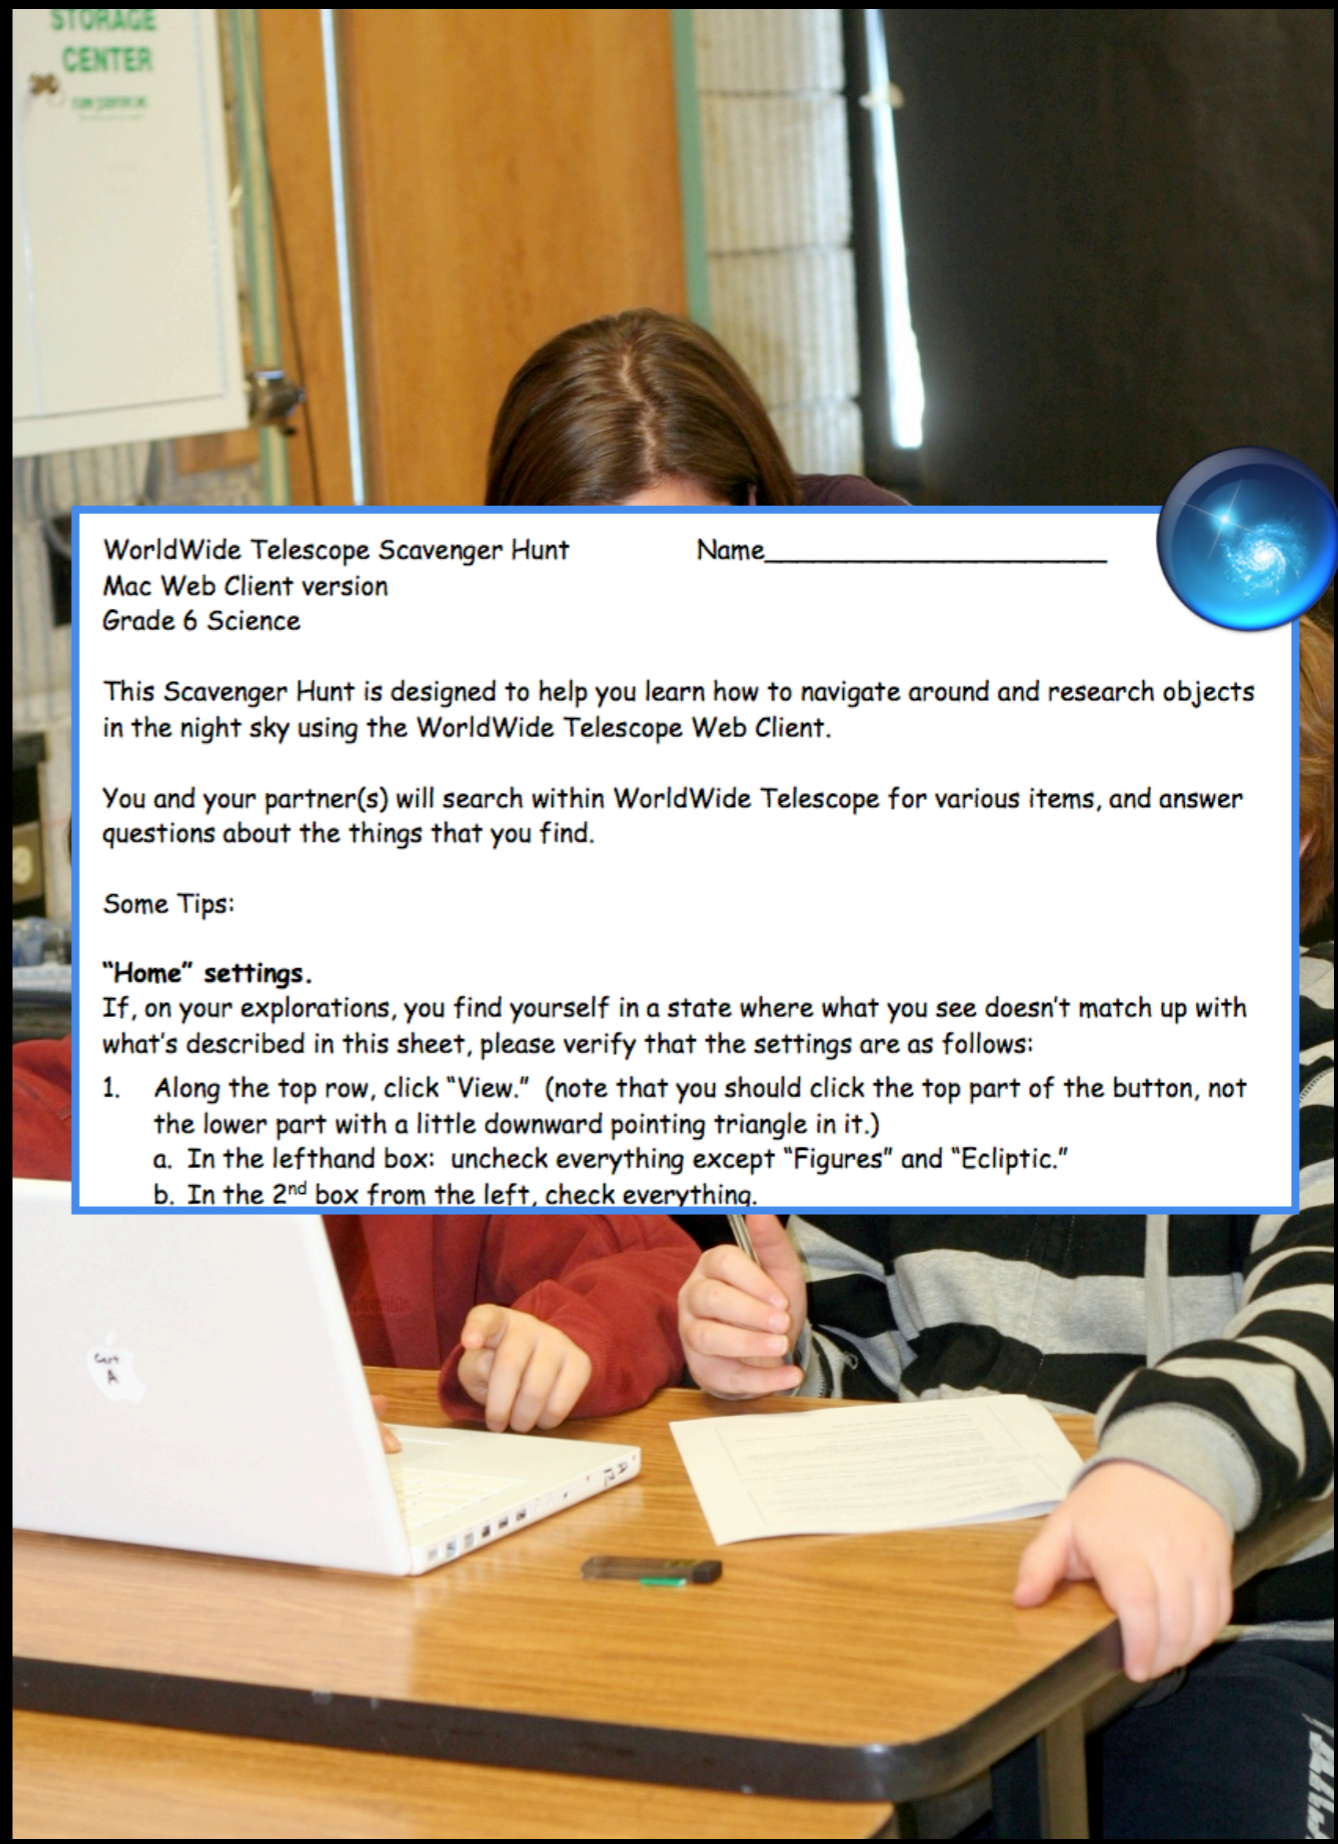 STORAGE
CENTER
WorldWide Telescope Scavenger Hunt Name_______________________
Mac Web Client version
Grade 6 Science
This Scavenger Hunt is designed to help you learn how to navigate around and research objects
in the night sky using the WorldWide Telescope Web Client.
You and your partner(s) will search within WorldWide Telescope for various items, and answer
questions about the things that you find.
Some Tips:
“Home” settings.
If, on your explorations, you find yourself in a state where what you see doesn’t match up with
what’s described in this sheet, please verify that the settings are as follows:
1. Along the top row, click “View.” (note that you should click the top part of the button, not
the lower part with a little downward pointing triangle in it.)
a. In the lefthand box: uncheck everything except “Figures” and “Ecliptic.”
b. In the 2nd box from the left, check everything.
Cart
A